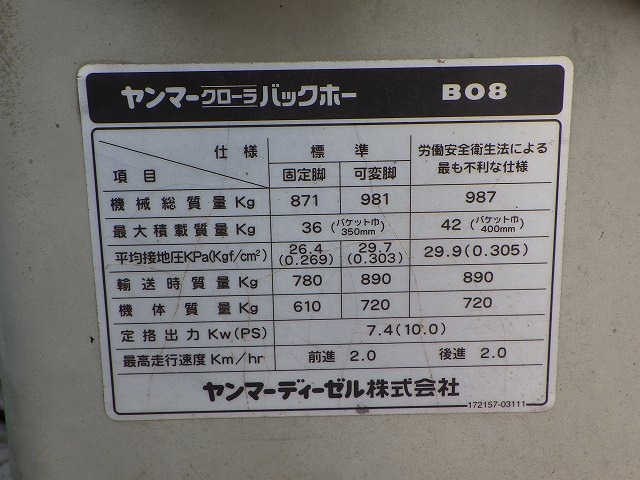 ヤンマークローラバックホー B08
仕様 標準 労働安全衛生法による
項目 固定脚 可変脚 最も不利な仕様
機械総質量Kg 871 981 987
最大積載質量Kg 36 (バケット巾350mm) 42 (バケット巾400mm)
平均接地圧KPa(Kgf/cm²) 26.4 (0.269) 29.7 (0.303) 29.9(0.305)
輸送時質量Kg 780 890 890
機体質量Kg 610 720 720
定挌出力Kw(PS) 7.4(10.0)
最高走行速度Km/hr 前進 2.0 後進 2.0
ヤンマーディーゼル株式会社
172157-03111